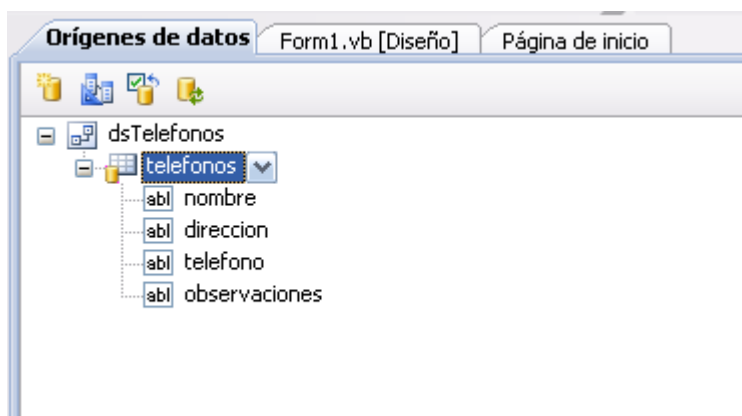 Orígenes de datos Form1.vb [Diseño] Página de inicio
dsTelefonos
telefonos
abl nombre
abl direccion
abl telefono
abl observaciones